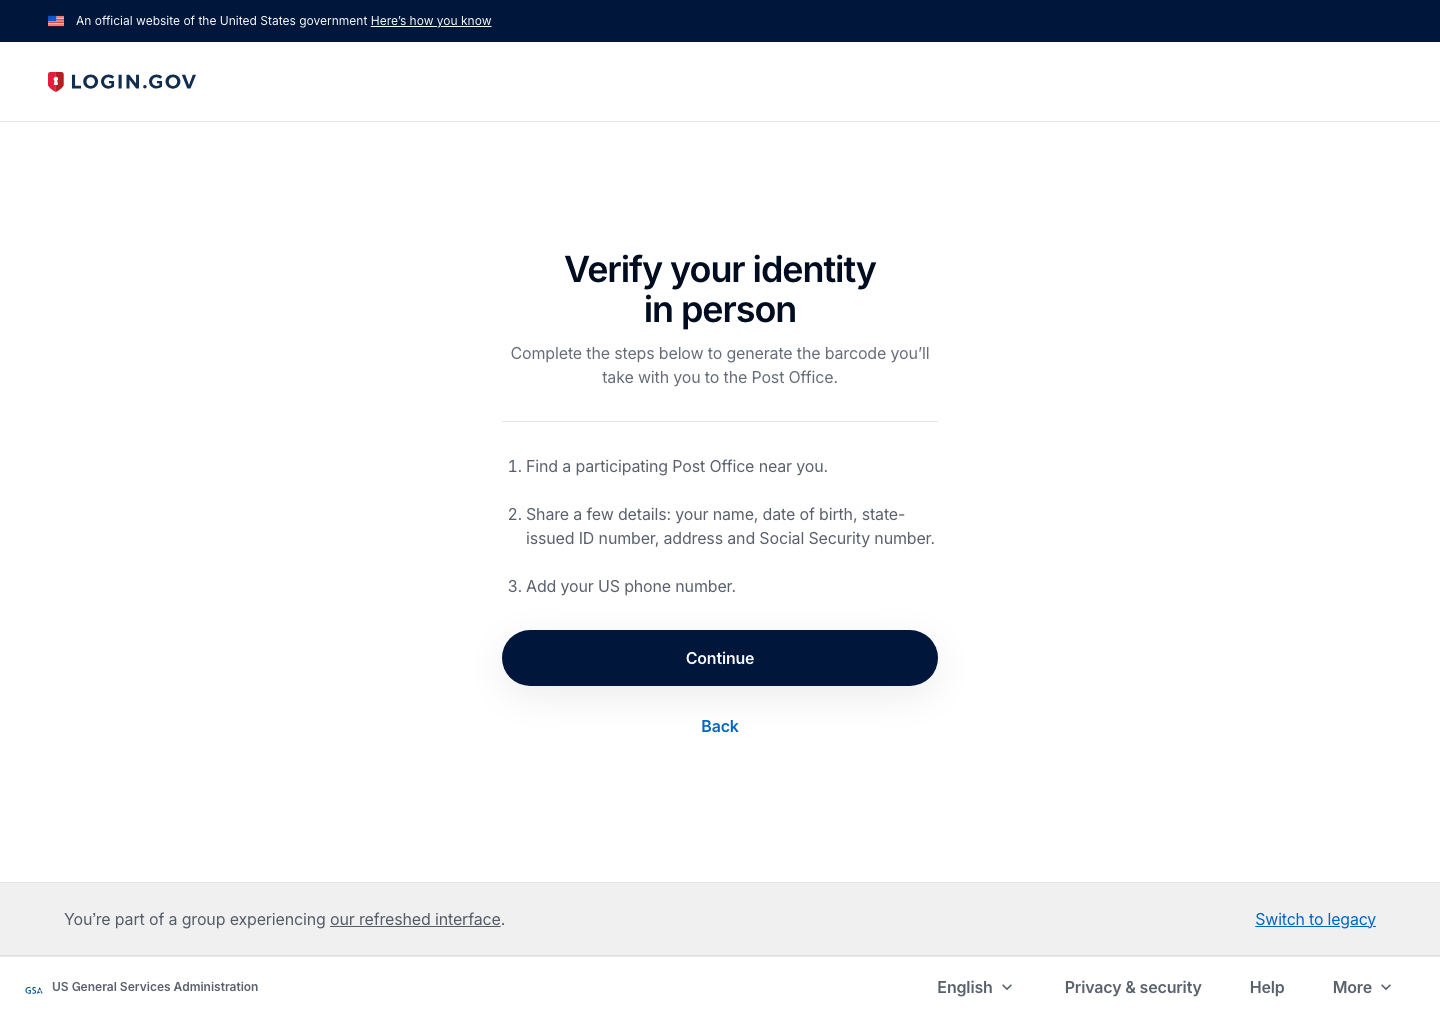 An official website of the United States government Here’s how you know
LOGIN.GOV
Verify your identity
in person
Complete the steps below to generate the barcode you’ll
take with you to the Post Office.
1. Find a participating Post Office near you.
2. Share a few details: your name, date of birth, state-
issued ID number, address and Social Security number.
3. Add your US phone number.
Continue
Back
You’re part of a group experiencing our refreshed interface.
Switch to legacy
GSA US General Services Administration
English
Privacy & security
Help
More